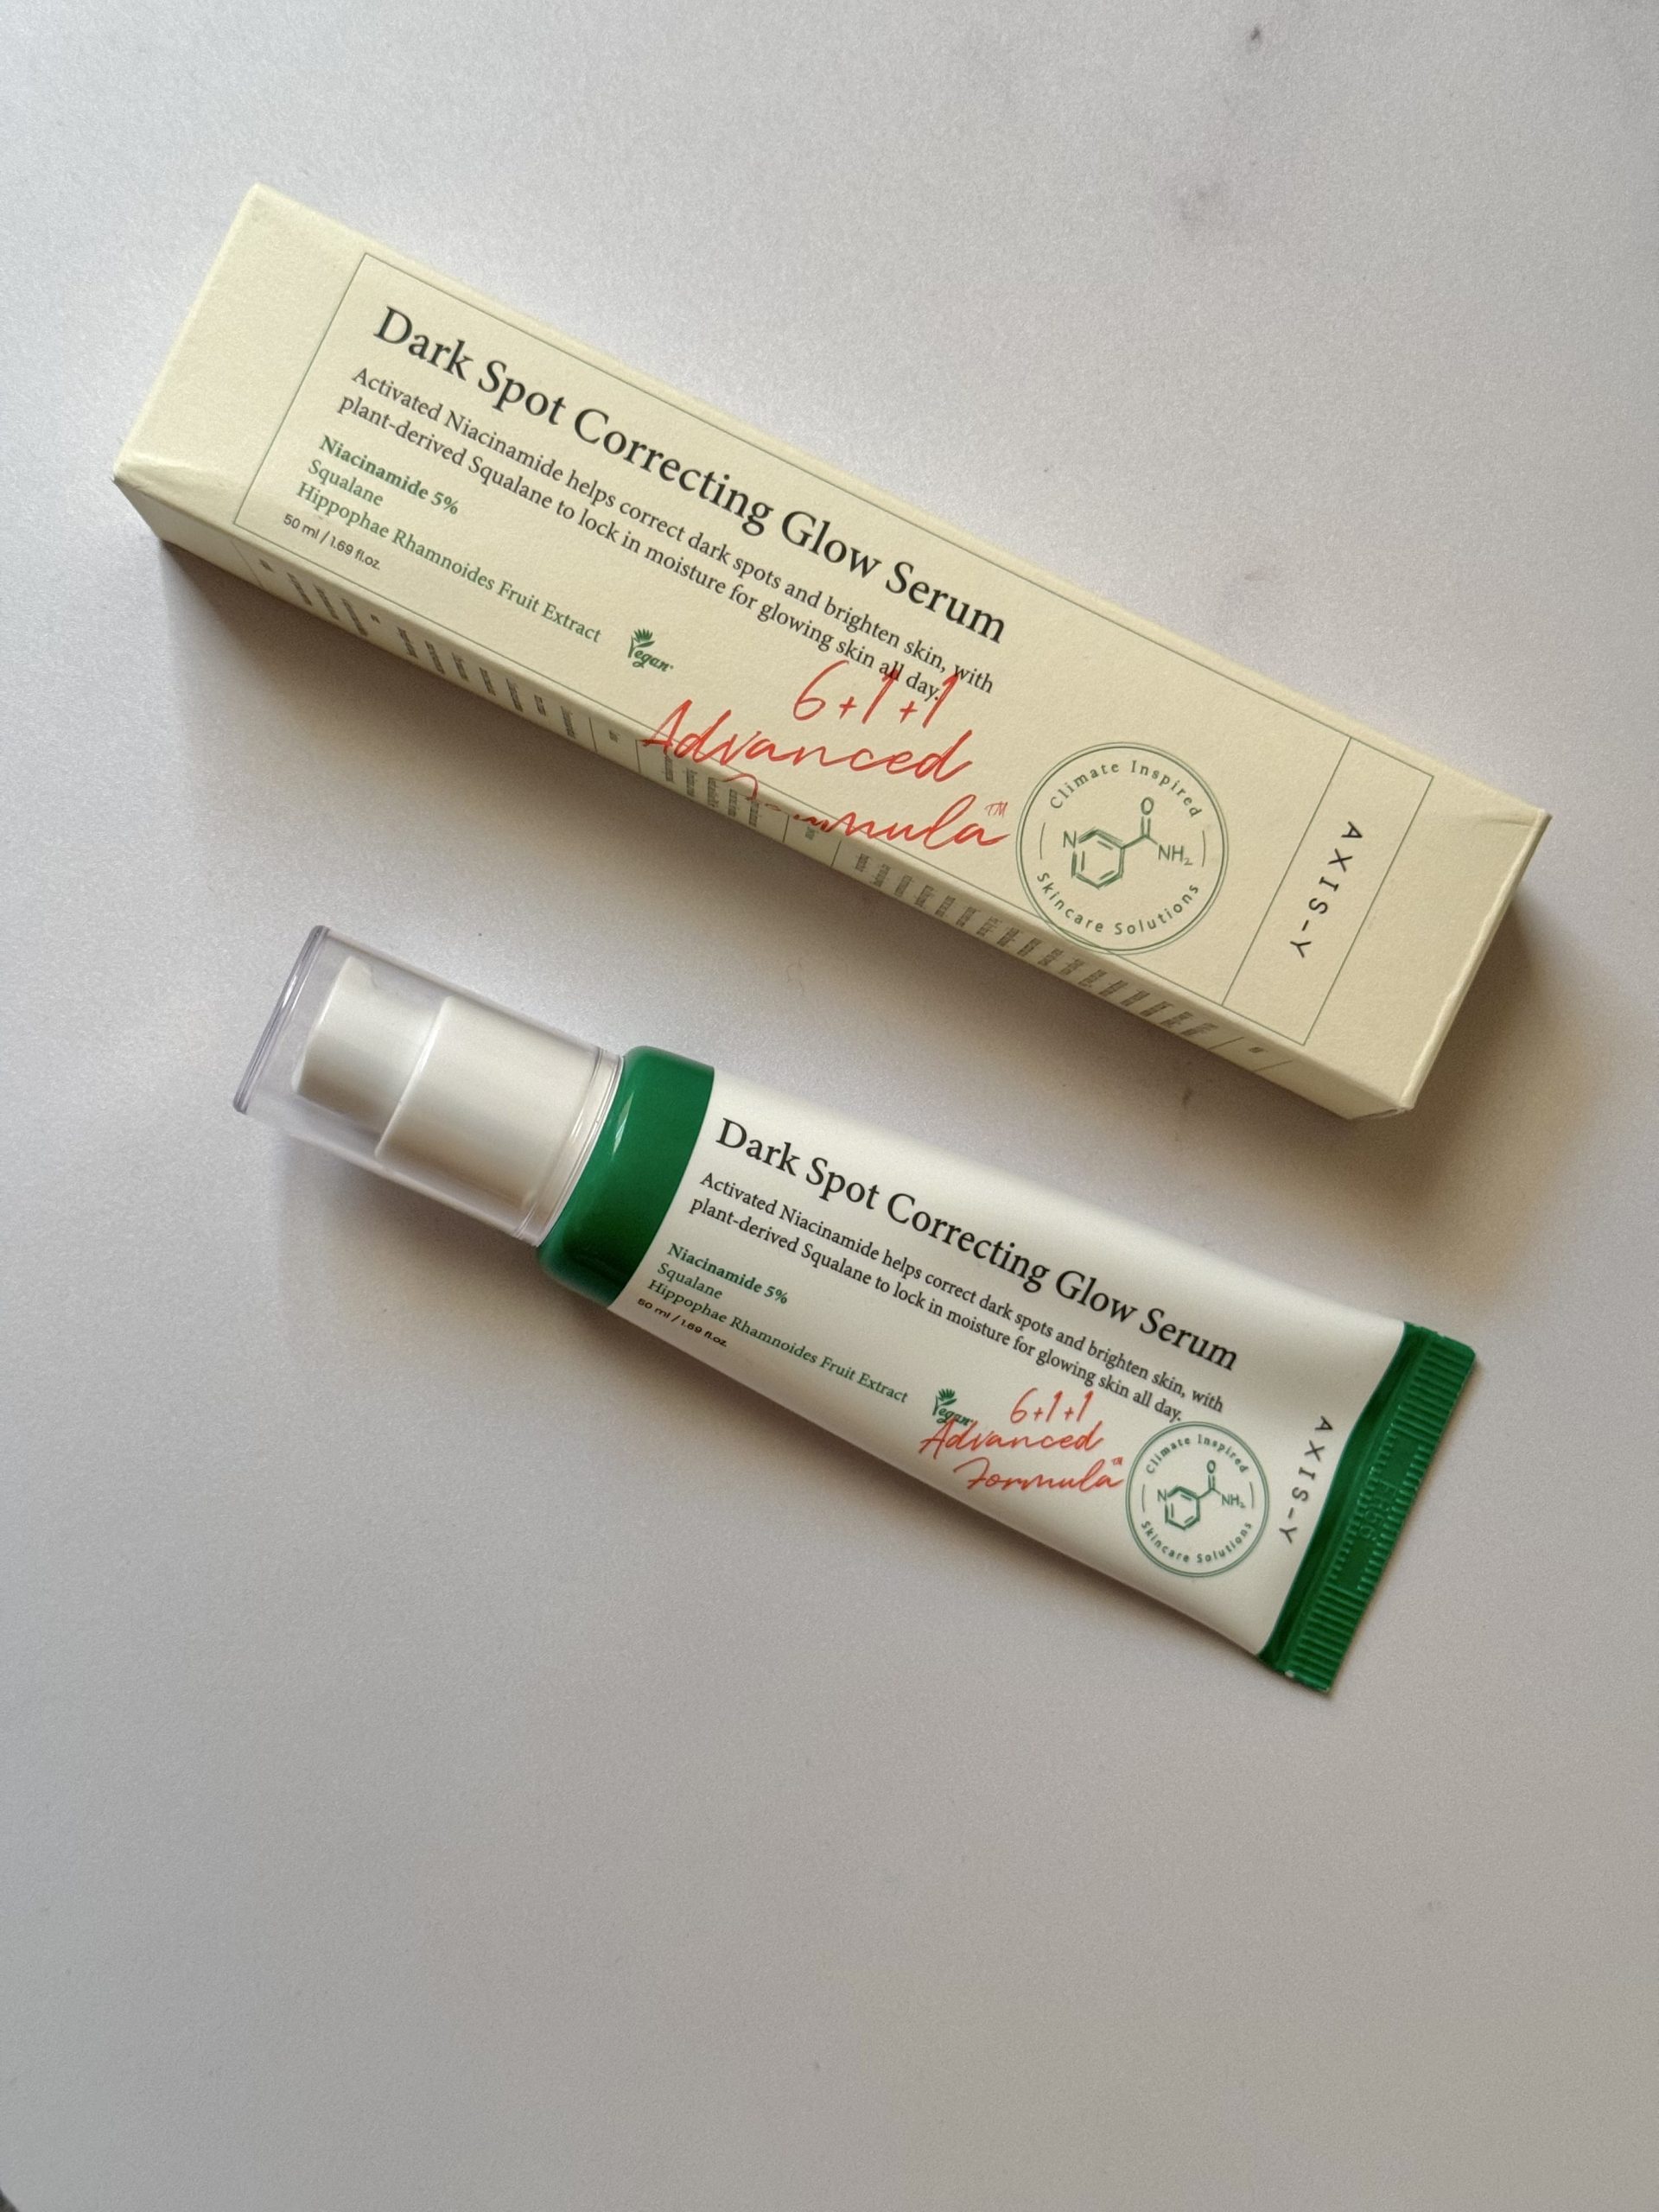 Dark Spot Correcting Glow Serum
Activated Niacinamide helps correct dark spots and brighten skin, with
plant-derived Squalane to lock in moisture for glowing skin all day.
Niacinamide 5%
Squalane
Hippophae Rhamnoides Fruit Extract
50 ml / 1.69 fl.oz.
Vegan
6+1+1
Advanced
Formula™
Climate Inspired
N
O
NH₂
Skincare Solutions
AXIS-Y
Dark Spot Correcting Glow Serum
Activated Niacinamide helps correct dark spots and brighten skin, with
plant-derived Squalane to lock in moisture for glowing skin all day.
Niacinamide 5%
Squalane
Hippophae Rhamnoides Fruit Extract
50 ml / 1.69 fl.oz.
Vegan
6+1+1
Advanced
Formula™
Climate Inspired
N
O
NH₂
Skincare Solutions
AXIS-Y